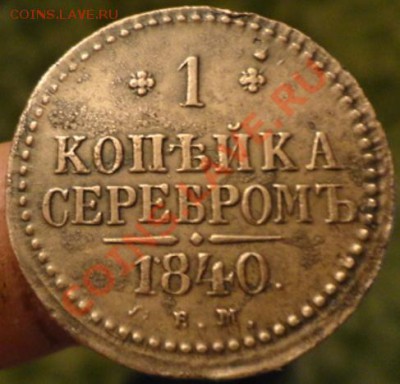 COINS.LAVE.RU
1
КОПѢЙКА
СЕРЕБРОМЪ
1840.
Е. М.
COINS.LAVE.RU